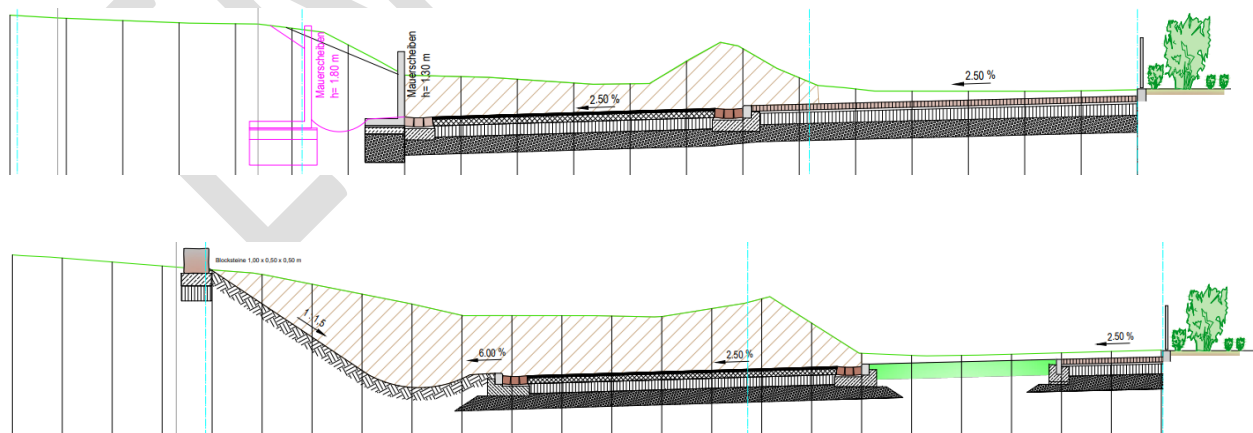 Mauerscheiben
h= 1.80 m
Mauerscheiben
h= 1.30 m
2.50 %
2.50 %
Blocksteine 1,00 x 0,50 x 0,50 m
1 : 1,5
6.00 %
2.50 %
2.50 %